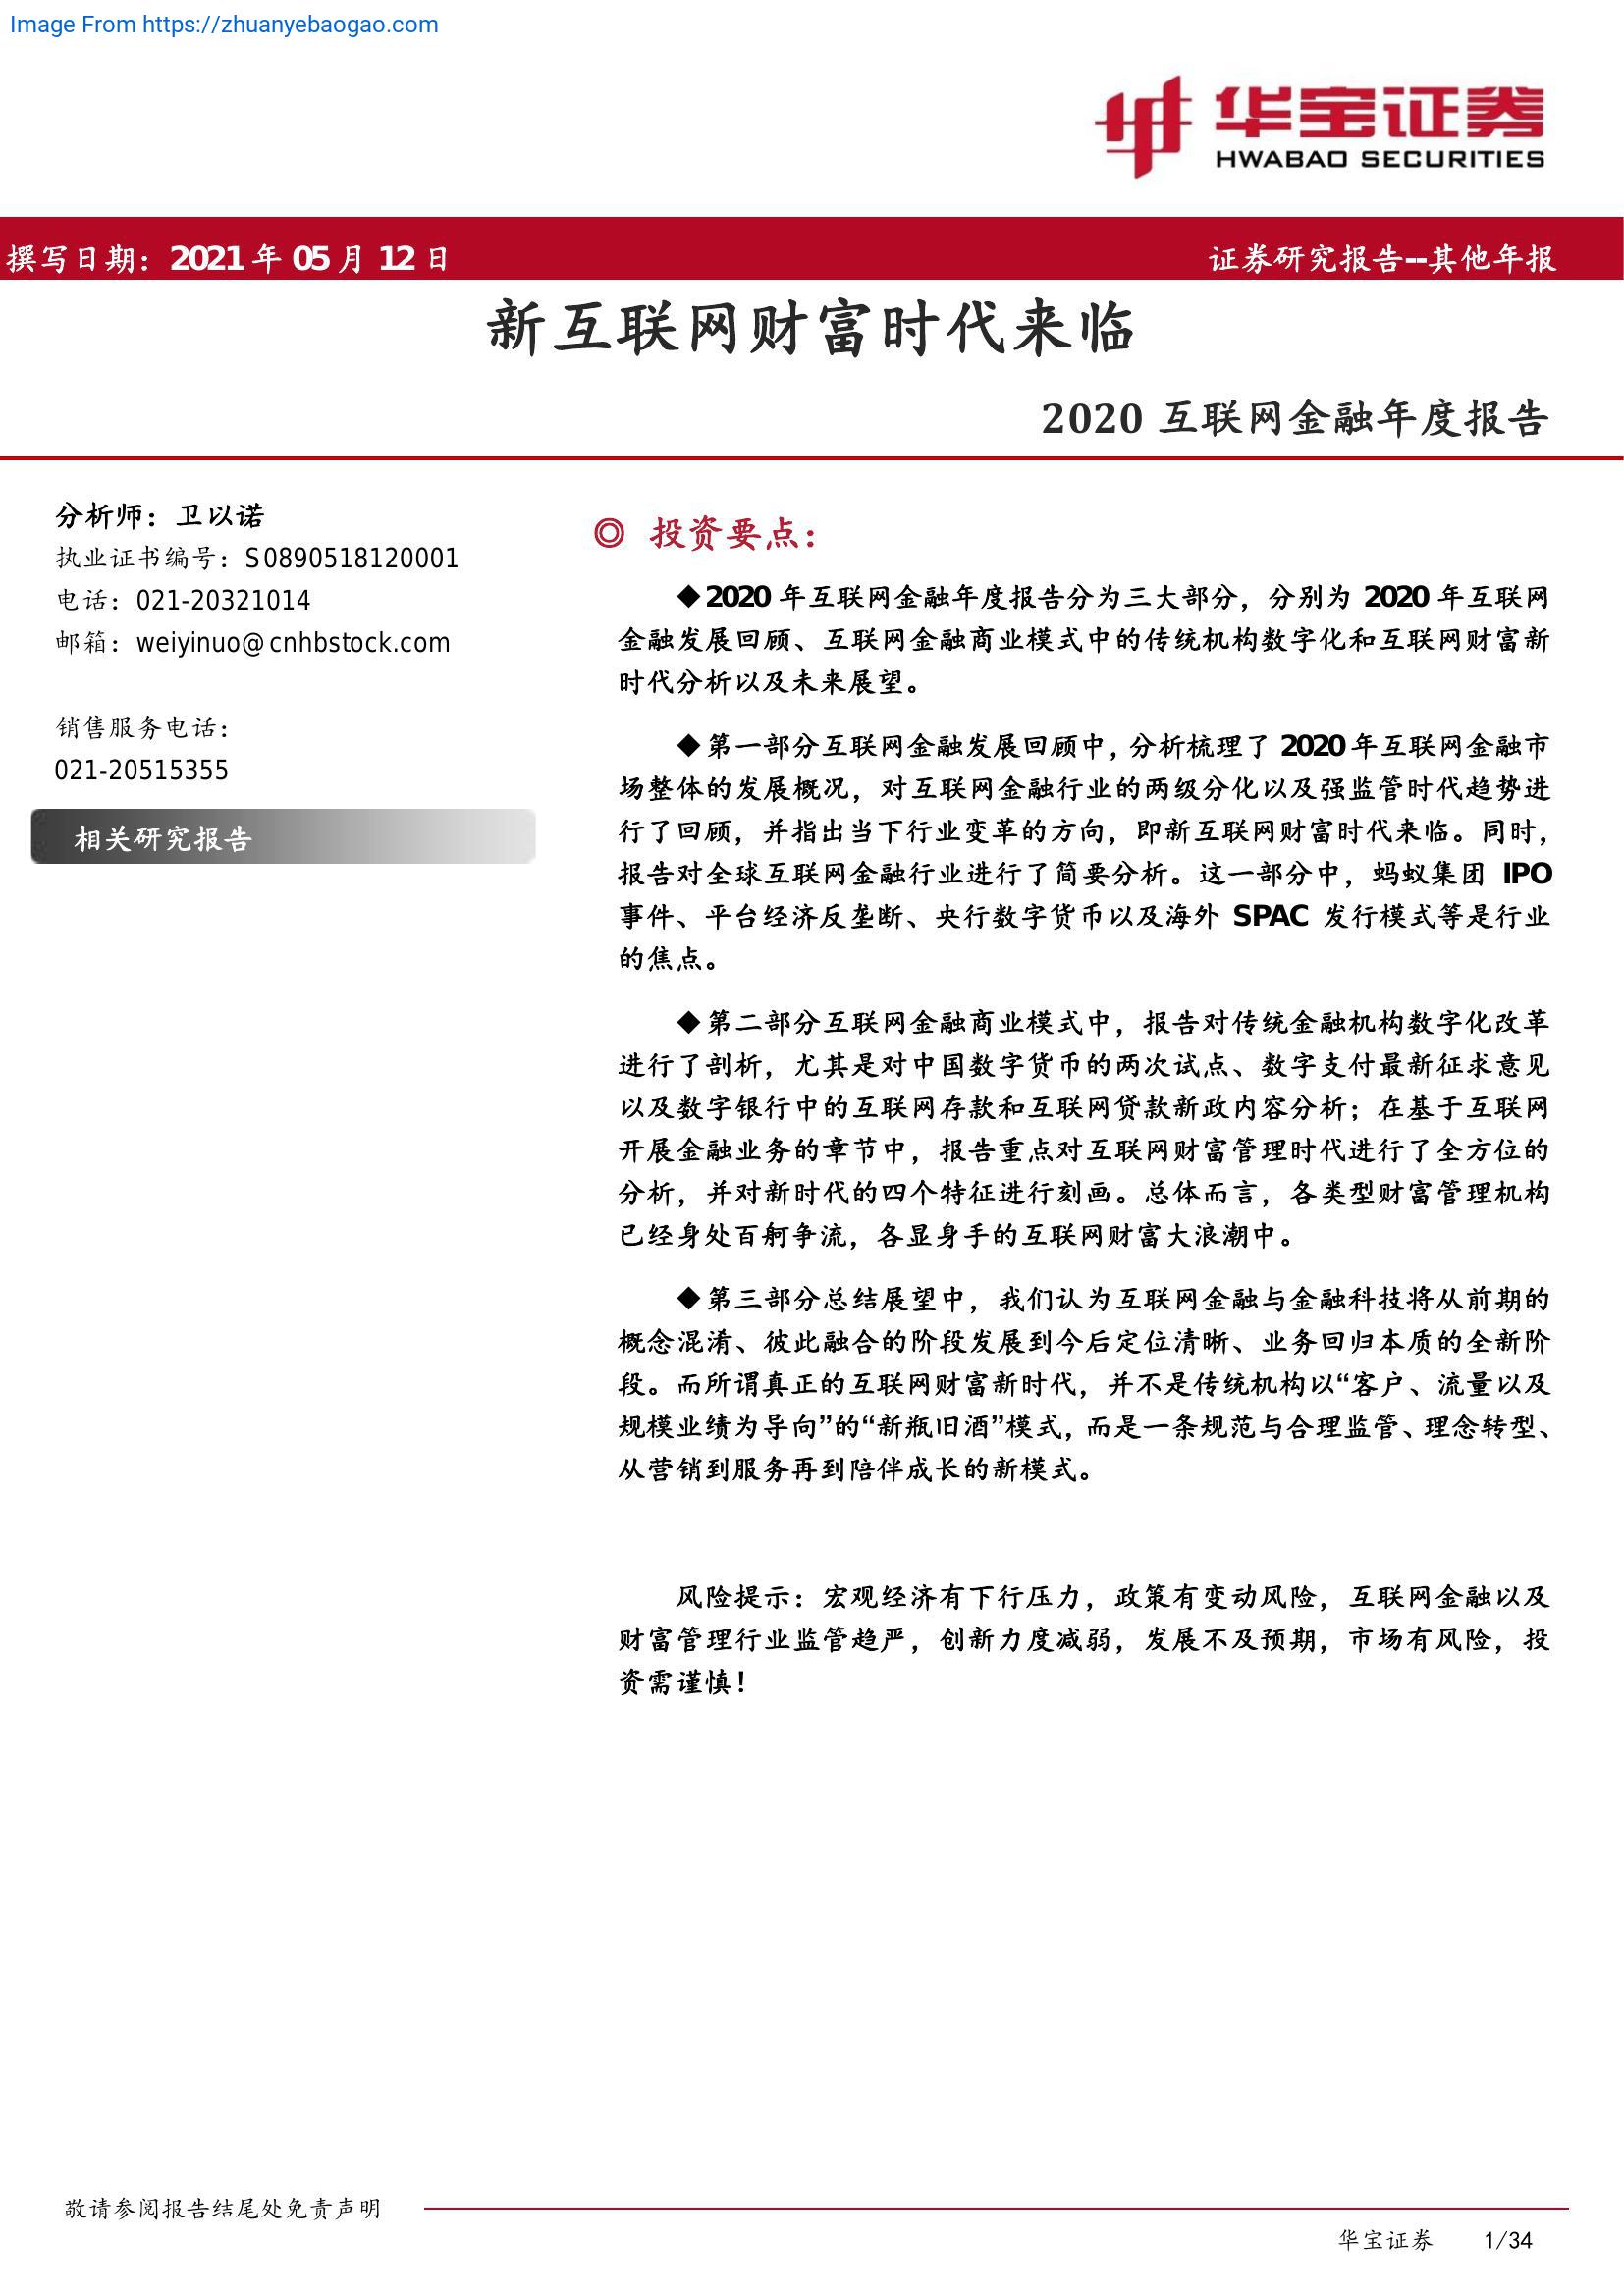 Image From https://zhuanyebaogao.com
华宝证券
HWABAO SECURITIES
撰写日期：2021 年 05 月 12 日
证券研究报告--其他年报
新互联网财富时代来临
2020 互联网金融年度报告
分析师：卫以诺
执业证书编号：S0890518120001
电话：021-20321014
邮箱：weiyinuo@cnhbstock.com
销售服务电话：
021-20515355
相关研究报告
◎ 投资要点：
◆2020 年互联网金融年度报告分为三大部分，分别为 2020 年互联网
金融发展回顾、互联网金融商业模式中的传统机构数字化和互联网财富新
时代分析以及未来展望。
◆第一部分互联网金融发展回顾中，分析梳理了 2020 年互联网金融市
场整体的发展概况，对互联网金融行业的两级分化以及强监管时代趋势进
行了回顾，并指出当下行业变革的方向，即新互联网财富时代来临。同时，
报告对全球互联网金融行业进行了简要分析。这一部分中，蚂蚁集团 IPO
事件、平台经济反垄断、央行数字货币以及海外 SPAC 发行模式等是行业
的焦点。
◆第二部分互联网金融商业模式中，报告对传统金融机构数字化改革
进行了剖析，尤其是对中国数字货币的两次试点、数字支付最新征求意见
以及数字银行中的互联网存款和互联网贷款新政内容分析；在基于互联网
开展金融业务的章节中，报告重点对互联网财富管理时代进行了全方位的
分析，并对新时代的四个特征进行刻画。总体而言，各类型财富管理机构
已经身处百舸争流，各显身手的互联网财富大浪潮中。
◆第三部分总结展望中，我们认为互联网金融与金融科技将从前期的
概念混淆、彼此融合的阶段发展到今后定位清晰、业务回归本质的全新阶
段。而所谓真正的互联网财富新时代，并不是传统机构以“客户、流量以及
规模业绩为导向”的“新瓶旧酒”模式，而是一条规范与合理监管、理念转型、
从营销到服务再到陪伴成长的新模式。
风险提示：宏观经济有下行压力，政策有变动风险，互联网金融以及
财富管理行业监管趋严，创新力度减弱，发展不及预期，市场有风险，投
资需谨慎！
敬请参阅报告结尾处免责声明
华宝证券 1/34